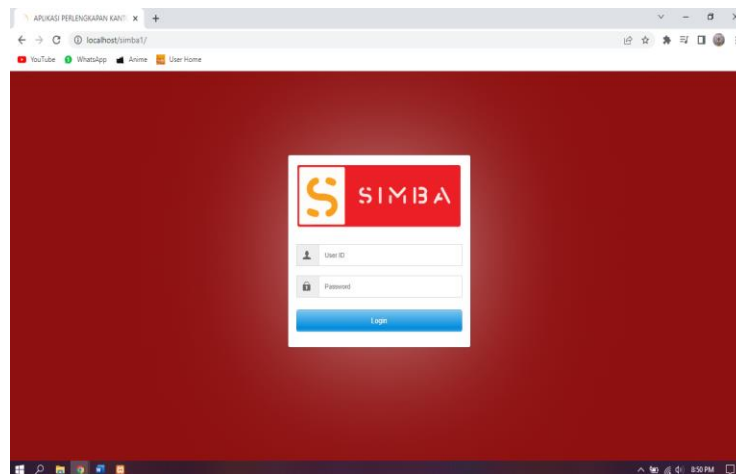 APLIKASI PERLENGKAPAN KANT
localhost/simba1/
YouTube WhatsApp Anime User Home
SIMBA
User ID
Password
Login
8:50 PM